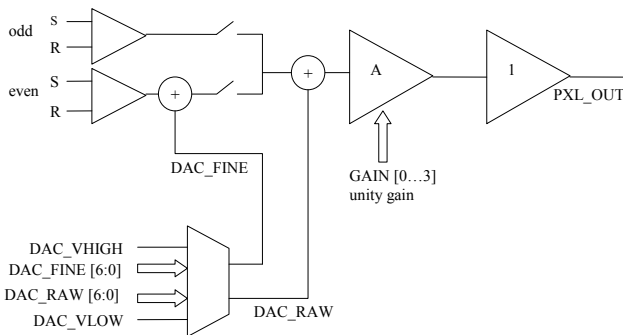 odd
S
R
even
S
R
+
+
A
1
PXL_OUT
DAC_FINE
GAIN [0…3]
unity gain
DAC_VHIGH
DAC_FINE [6:0]
DAC_RAW [6:0]
DAC_VLOW
DAC_RAW